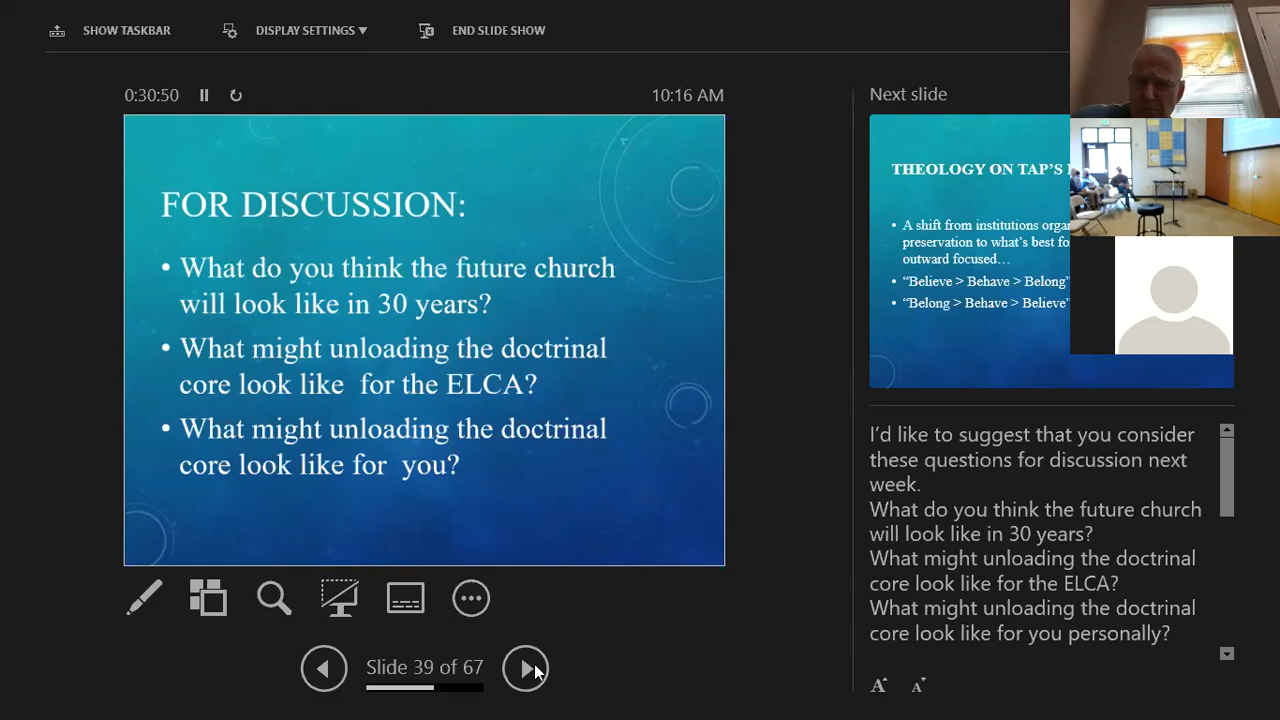 SHOW TASKBAR
DISPLAY SETTINGS
END SLIDE SHOW
0:30:50
10:16 AM
FOR DISCUSSION:
• What do you think the future church
will look like in 30 years?
• What might unloading the doctrinal
core look like for the ELCA?
• What might unloading the doctrinal
core look like for you?
Slide 39 of 67
Next slide
THEOLOGY ON TAP'S
• A shift from institutions
preservation to what's best
outward focused…
• "Believe > Behave > Belong"
• "Belong > Behave > Believe"
I'd like to suggest that you consider
these questions for discussion next
week.
What do you think the future church
will look like in 30 years?
What might unloading the doctrinal
core look like for the ELCA?
What might unloading the doctrinal
core look like for you personally?
A A